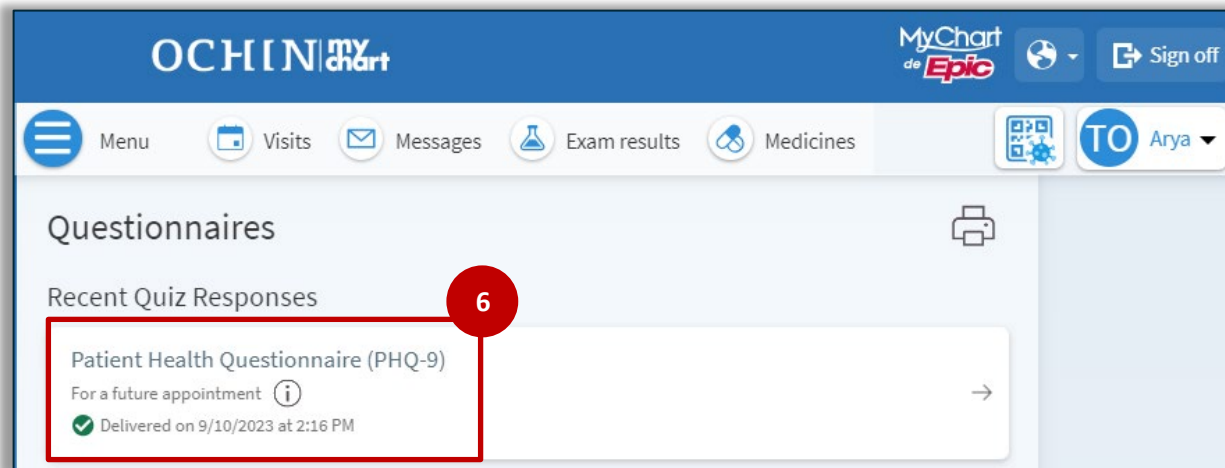 OCHIN my chart
MyChart
de Epic
Sign off
Menu Visits Messages Exam results Medicines TO Arya
Questionnaires
Recent Quiz Responses
6
Patient Health Questionnaire (PHQ-9)
For a future appointment i
Delivered on 9/10/2023 at 2:16 PM